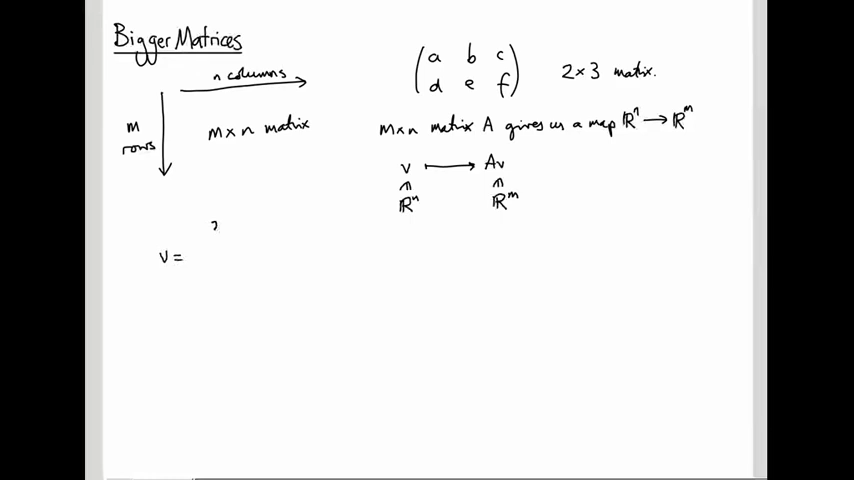 Bigger Matrices
n columns
m rows
m × n matrix
( a b c
d e f )
2 × 3 matrix.
m×n matrix A gives us a map ℝⁿ → ℝᵐ
v ⟼ Av
∈ ∈
ℝⁿ ℝᵐ
v =